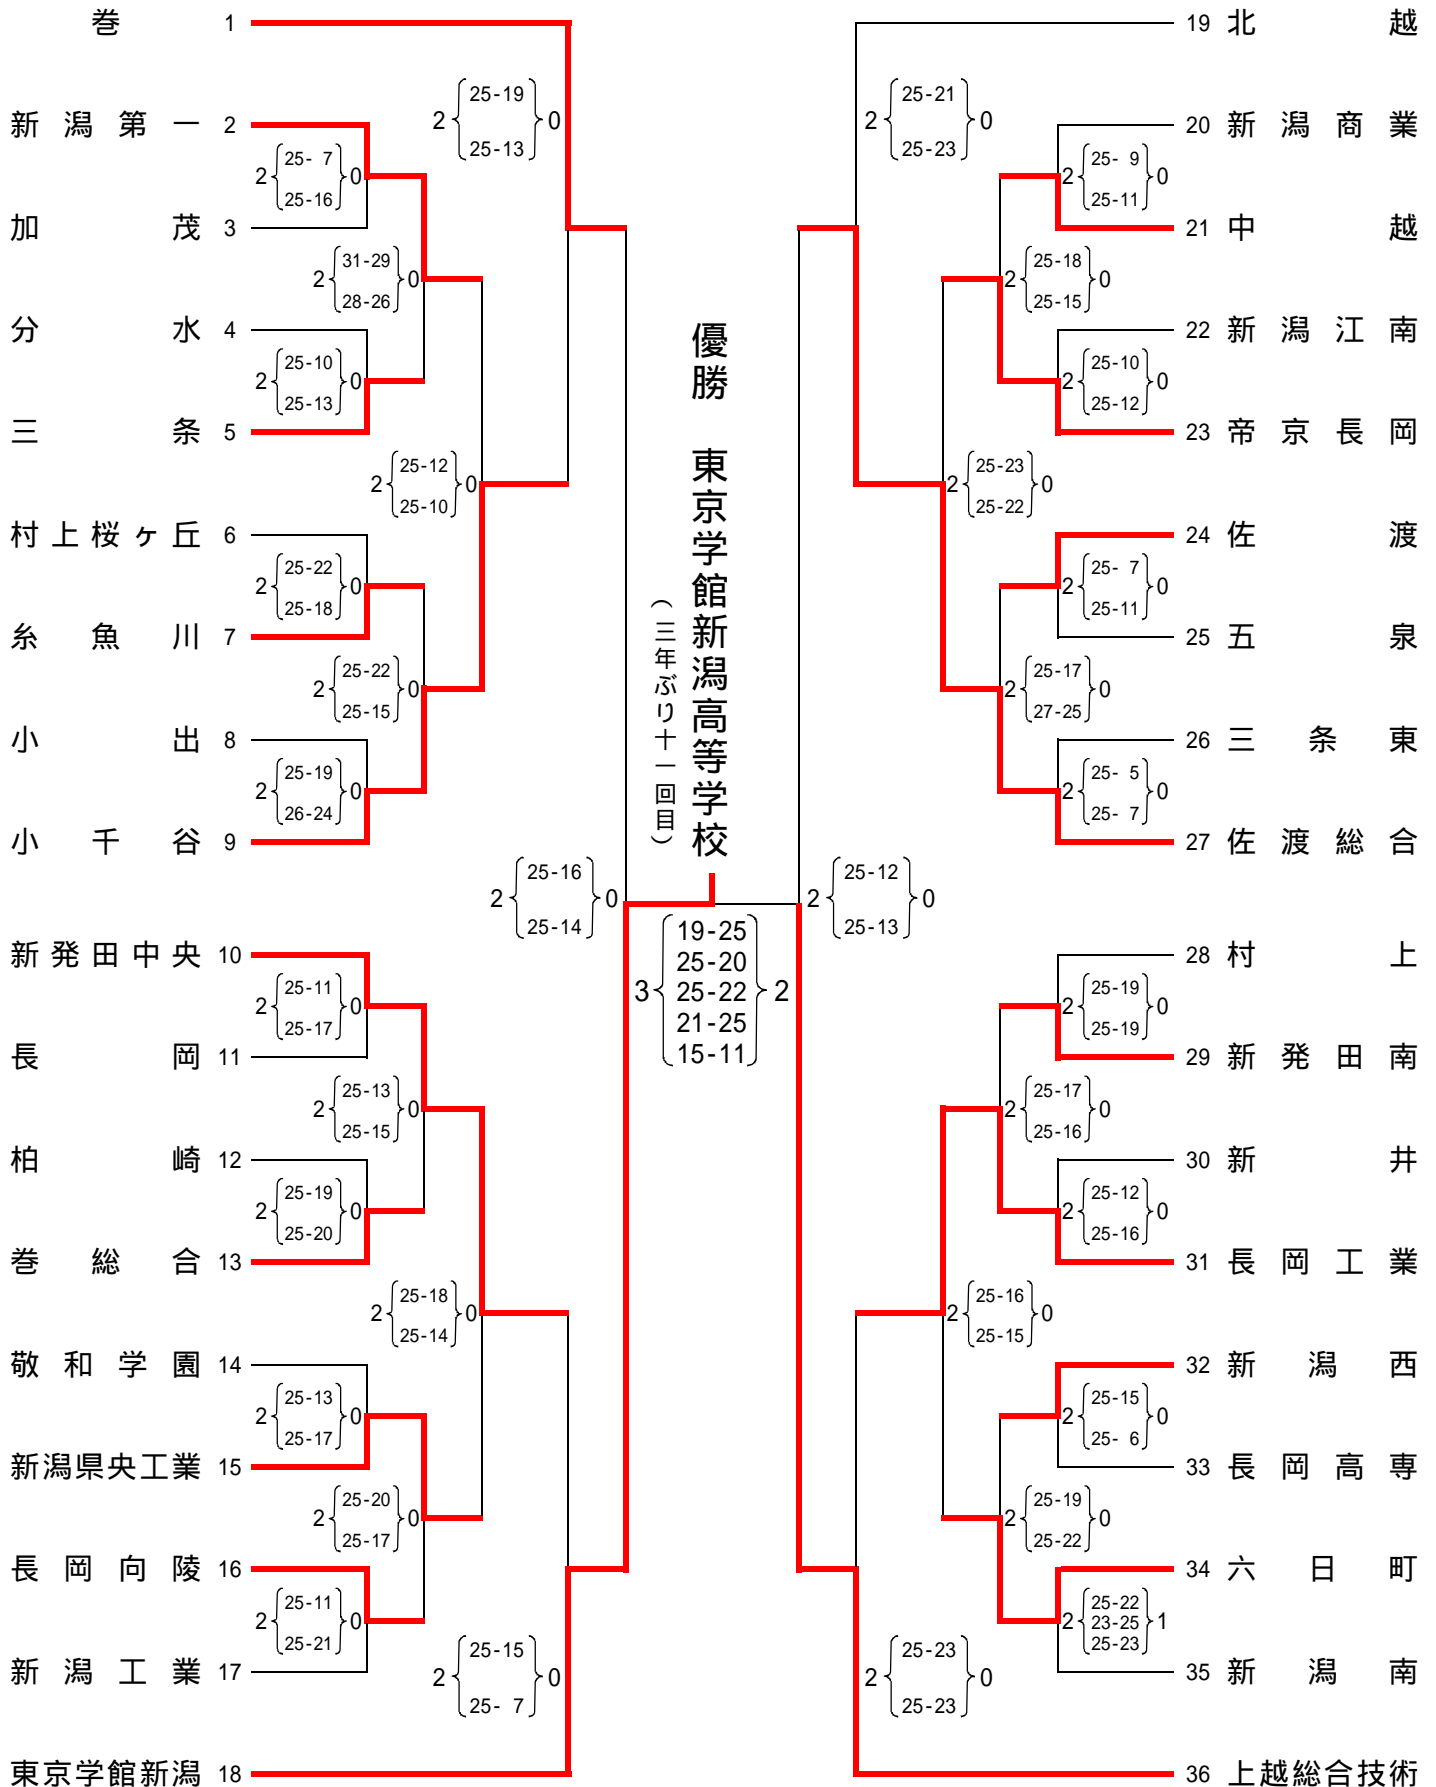 巻 1
2 25-19 0
25-13
新潟第一 2
2 25- 7 0
25-16
加茂 3
2 31-29 0
28-26
分水 4
2 25-10 0
25-13
三条 5
2 25-12 0
25-10
村上桜ヶ丘 6
2 25-22 0
25-18
糸魚川 7
2 25-22 0
25-15
小出 8
2 25-19 0
26-24
小千谷 9
2 25-16 0
25-14
新発田中央 10
2 25-11 0
25-17
長岡 11
2 25-13 0
25-15
柏崎 12
2 25-19 0
25-20
巻総合 13
2 25-18 0
25-14
敬和学園 14
2 25-13 0
25-17
新潟県央工業 15
2 25-20 0
25-17
長岡向陵 16
2 25-11 0
25-21
新潟工業 17
2 25-15 0
25- 7
東京学館新潟 18
優勝 東京学館新潟高等学校
(三年ぶり十一回目)
19-25
25-20
3 25-22 2
21-25
15-11
19 北越
2 25-21 0
25-23
20 新潟商業
2 25- 9 0
25-11
21 中越
2 25-18 0
25-15
22 新潟江南
2 25-10 0
25-12
23 帝京長岡
2 25-23 0
25-22
24 佐渡
2 25- 7 0
25-11
25 五泉
2 25-17 0
27-25
26 三条東
2 25- 5 0
25- 7
27 佐渡総合
2 25-12 0
25-13
28 村上
2 25-19 0
25-19
29 新発田南
2 25-17 0
25-16
30 新井
2 25-12 0
25-16
31 長岡工業
2 25-16 0
25-15
32 新潟西
2 25-15 0
25- 6
33 長岡高専
2 25-19 0
25-22
34 六日町
25-22
2 23-25 1
25-23
35 新潟南
2 25-23 0
25-23
36 上越総合技術